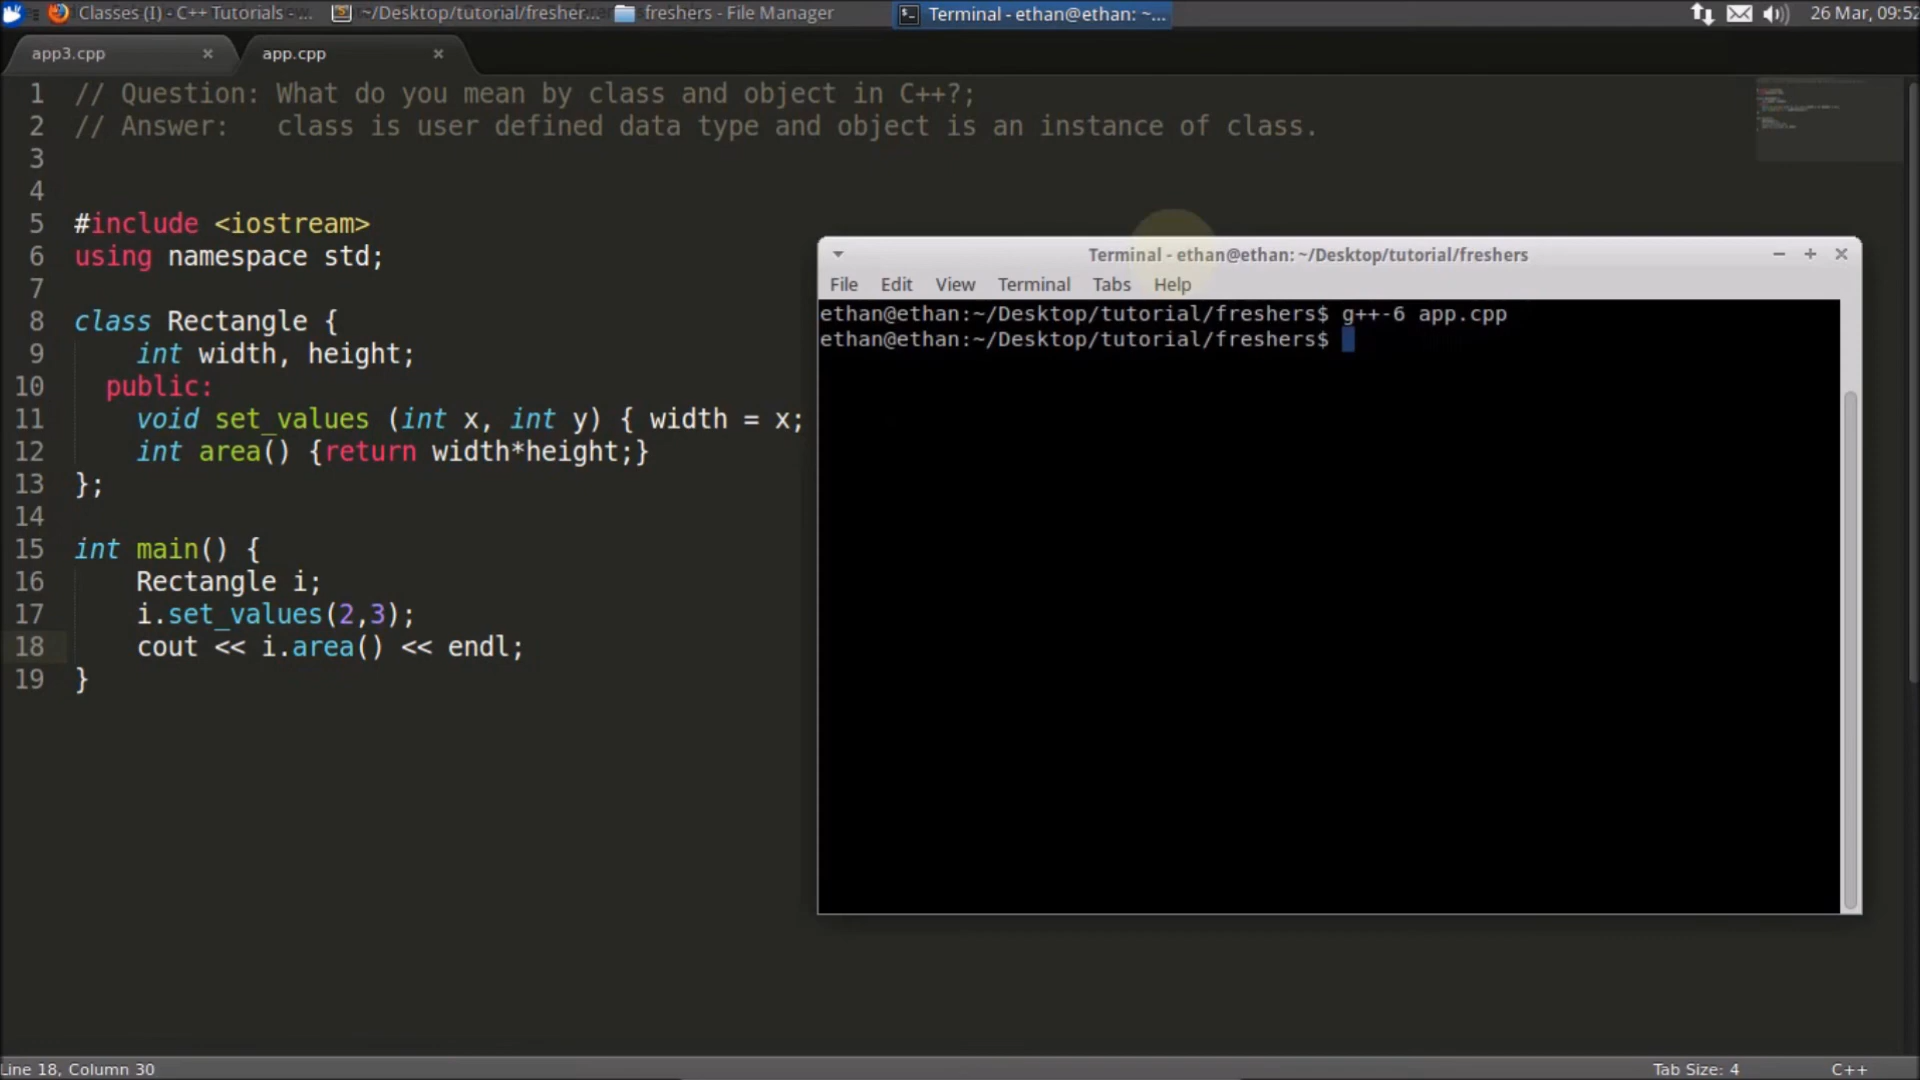 Classes (I) - C++ Tutorials - ...
~/Desktop/tutorial/fresher...
freshers - File Manager
Terminal - ethan@ethan: ~...
26 Mar, 09:52
app3.cpp
app.cpp
1 // Question: What do you mean by class and object in C++?;
2 // Answer:   class is user defined data type and object is an instance of class.
3
4
5 #include <iostream>
6 using namespace std;
7
8 class Rectangle {
9     int width, height;
10   public:
11     void set_values (int x, int y) { width = x;
12     int area() {return width*height;}
13 };
14
15 int main() {
16     Rectangle i;
17     i.set_values(2,3);
18     cout << i.area() << endl;
19 }
Terminal - ethan@ethan: ~/Desktop/tutorial/freshers
File Edit View Terminal Tabs Help
ethan@ethan:~/Desktop/tutorial/freshers$ g++-6 app.cpp
ethan@ethan:~/Desktop/tutorial/freshers$
Line 18, Column 30
Tab Size: 4
C++